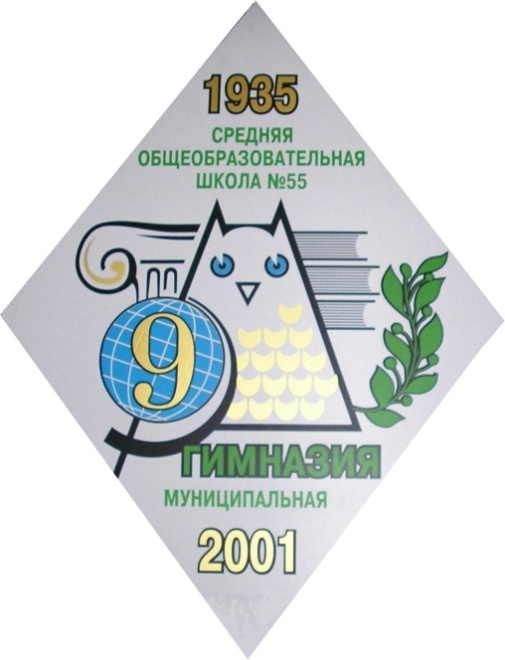 1935
СРЕДНЯЯ
ОБЩЕОБРАЗОВАТЕЛЬНАЯ
ШКОЛА №55
9
ГИМНАЗИЯ
МУНИЦИПАЛЬНАЯ
2001